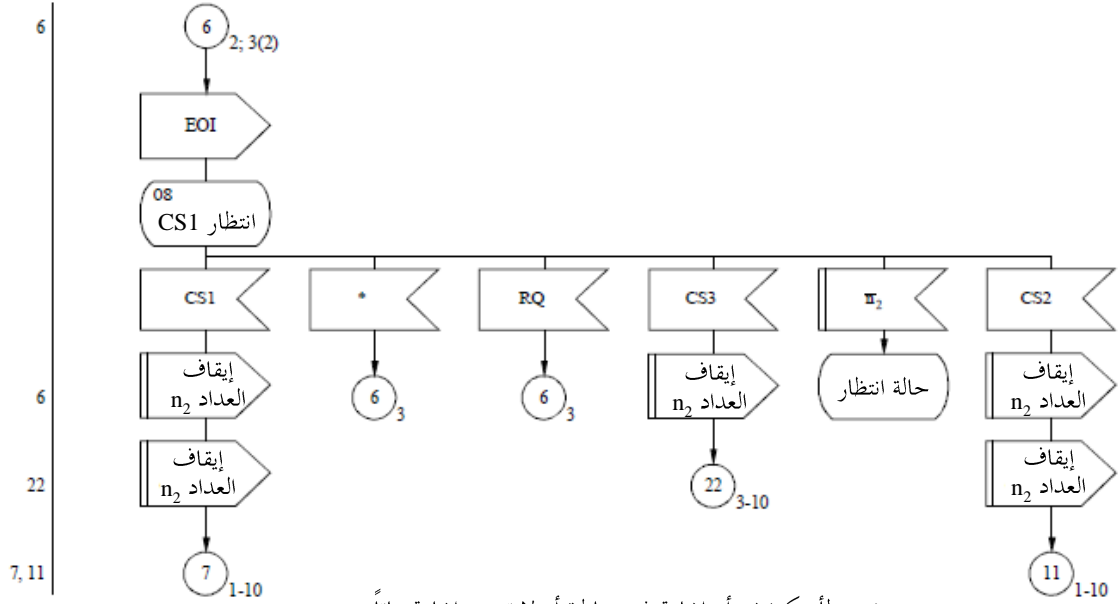 6
6
2; 3(2)
EOI
08
انتظار CS1
CS1
*
RQ
CS3
π2
CS2
إيقاف
العداد n2
6
3
6
3
إيقاف
العداد n2
حالة انتظار
إيقاف
العداد n2
6
إيقاف
العداد n2
22
3-10
إيقاف
العداد n2
22
7, 11
7
1-10
11
1-10